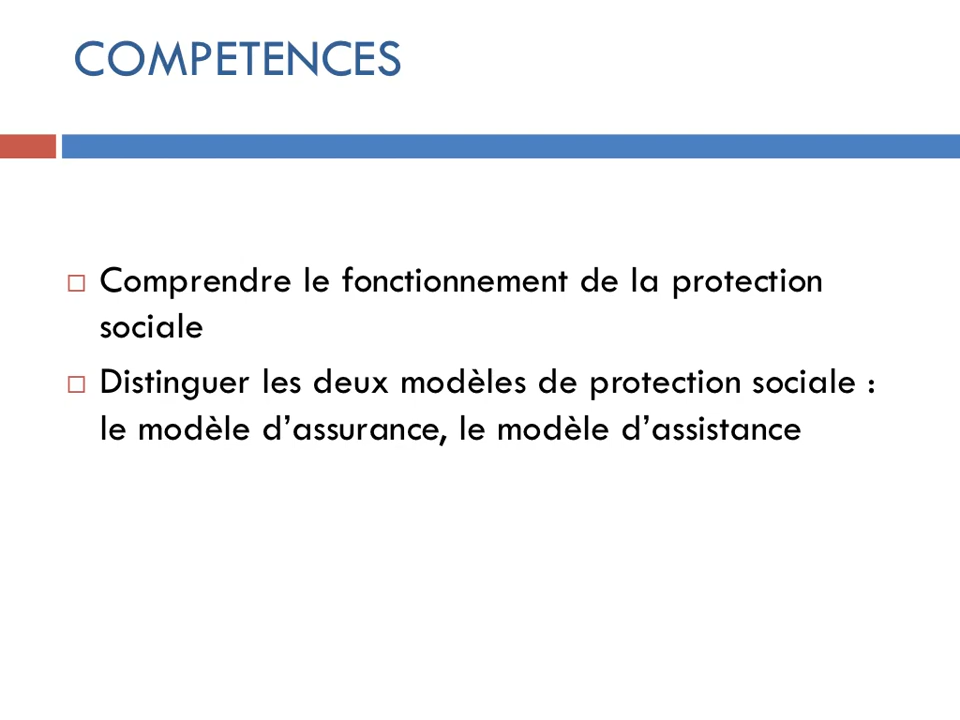 COMPETENCES
Comprendre le fonctionnement de la protection
sociale
Distinguer les deux modèles de protection sociale :
le modèle d’assurance, le modèle d’assistance